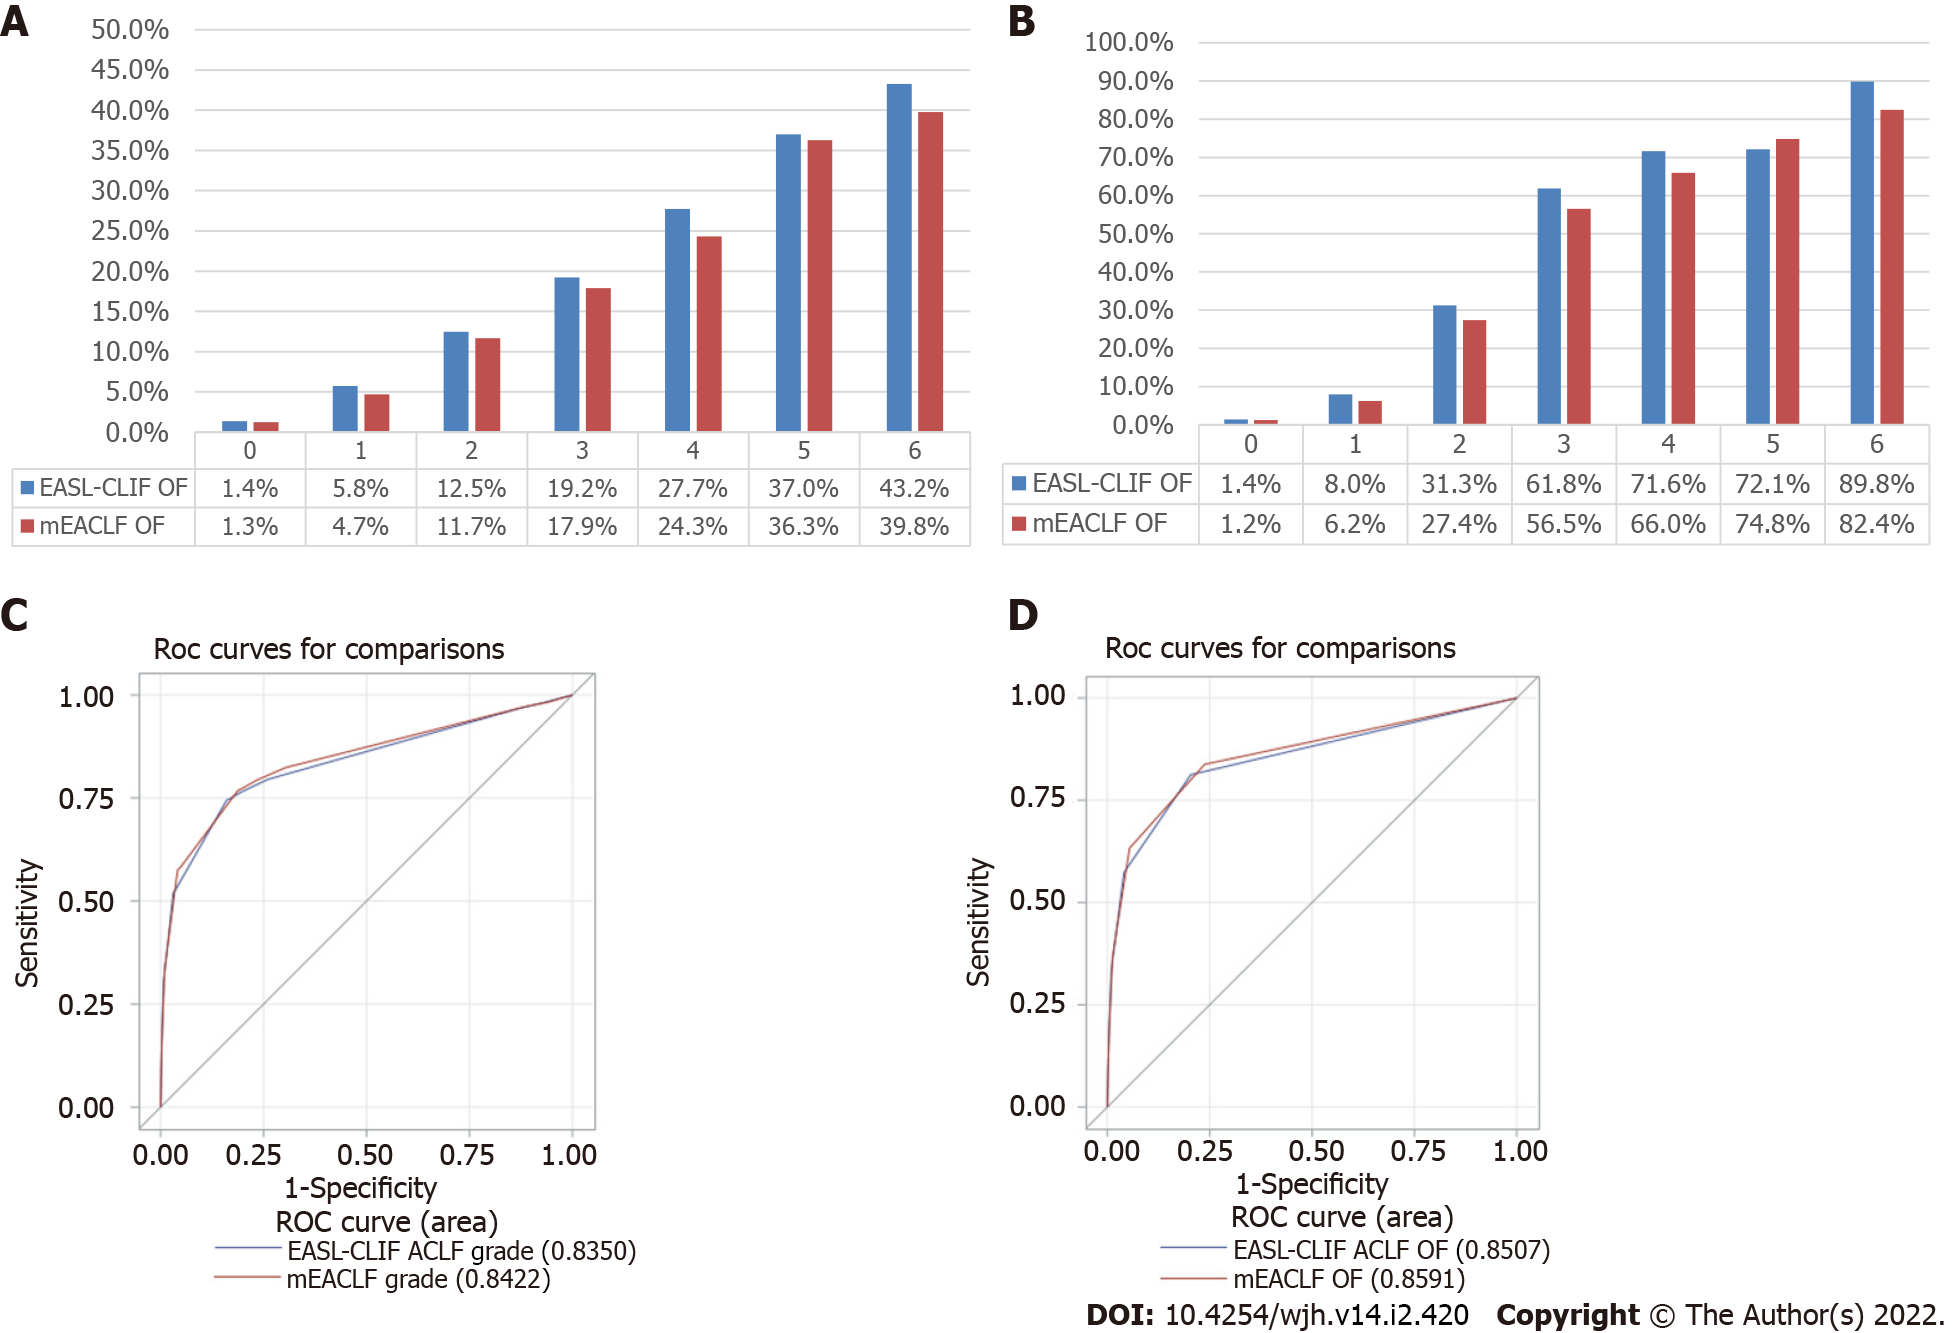 A
50.0%
45.0%
40.0%
35.0%
30.0%
25.0%
20.0%
15.0%
10.0%
5.0%
0.0%
0 1 2 3 4 5 6
EASL-CLIF OF 1.4% 5.8% 12.5% 19.2% 27.7% 37.0% 43.2%
mEACLF OF 1.3% 4.7% 11.7% 17.9% 24.3% 36.3% 39.8%
B
100.0%
90.0%
80.0%
70.0%
60.0%
50.0%
40.0%
30.0%
20.0%
10.0%
0.0%
0 1 2 3 4 5 6
EASL-CLIF OF 1.4% 8.0% 31.3% 61.8% 71.6% 72.1% 89.8%
mEACLF OF 1.2% 6.2% 27.4% 56.5% 66.0% 74.8% 82.4%
C
Roc curves for comparisons
Sensitivity
1.00
0.75
0.50
0.25
0.00
0.00 0.25 0.50 0.75 1.00
1-Specificity
ROC curve (area)
EASL-CLIF ACLF grade (0.8350)
mEACLF grade (0.8422)
D
Roc curves for comparisons
Sensitivity
1.00
0.75
0.50
0.25
0.00
0.00 0.25 0.50 0.75 1.00
1-Specificity
ROC curve (area)
EASL-CLIF ACLF OF (0.8507)
mEACLF OF (0.8591)
DOI: 10.4254/wjh.v14.i2.420 Copyright © The Author(s) 2022.